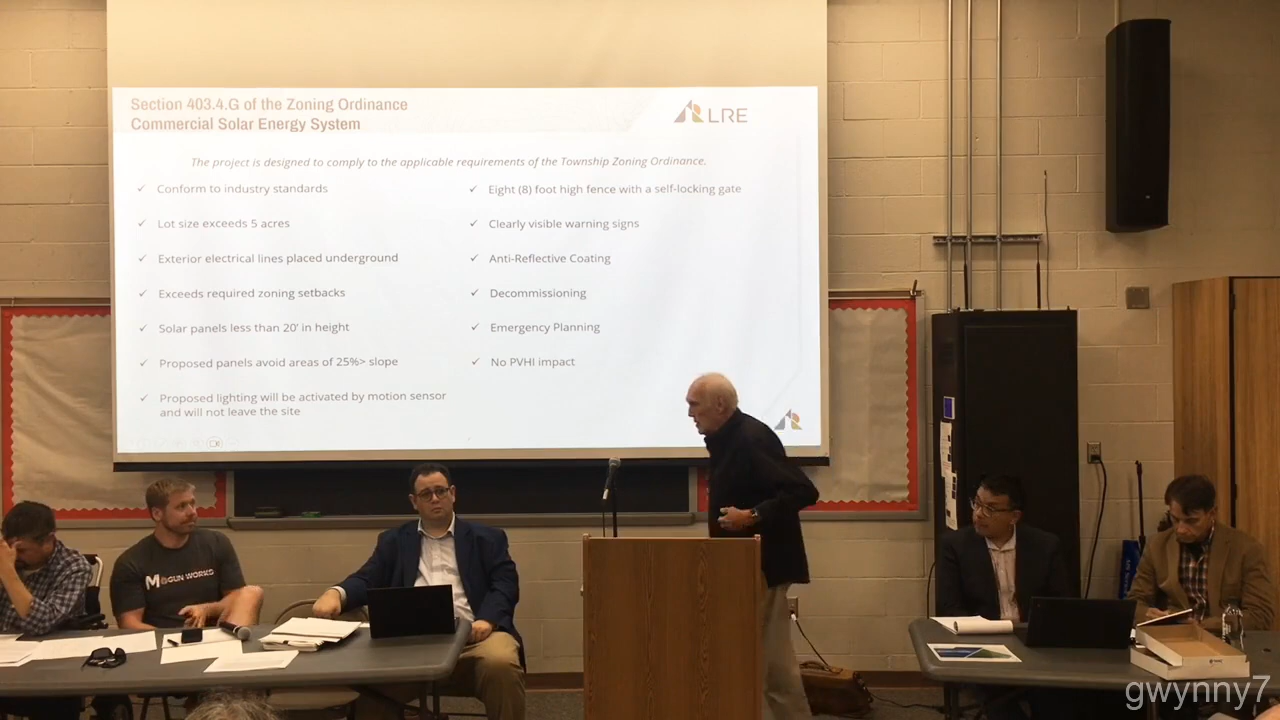 Section 403.4.G of the Zoning Ordinance
Commercial Solar Energy System
LRE
The project is designed to comply to the applicable requirements of the Township Zoning Ordinance.
✓ Conform to industry standards
✓ Lot size exceeds 5 acres
✓ Exterior electrical lines placed underground
✓ Exceeds required zoning setbacks
✓ Solar panels less than 20' in height
✓ Proposed panels avoid areas of 25%> slope
✓ Proposed lighting will be activated by motion sensor
and will not leave the site
✓ Eight (8) foot high fence with a self-locking gate
✓ Clearly visible warning signs
✓ Anti-Reflective Coating
✓ Decommissioning
✓ Emergency Planning
✓ No PVHI impact
GUN WORKS
gwynny7